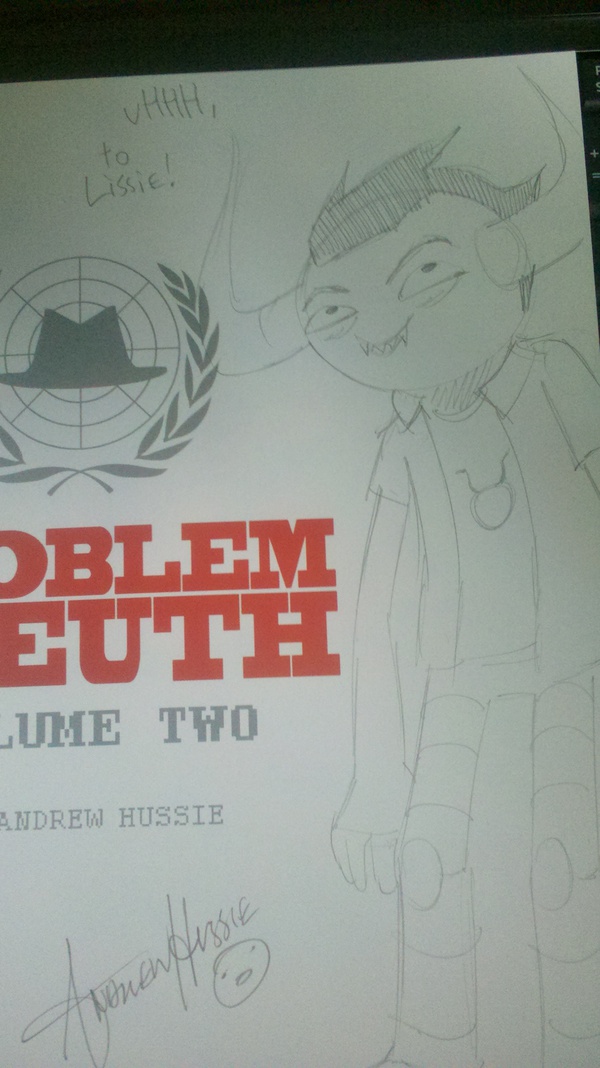 uHHH,
to
Lissie!
OBLEM
EUTH
LUME TWO
ANDREW HUSSIE
ANDREW HUSSIE